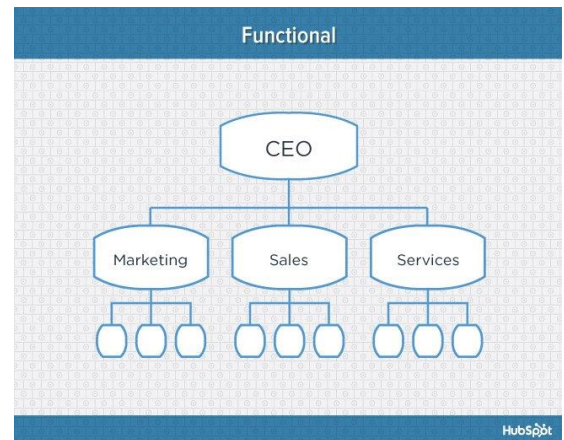 Functional
CEO
Marketing
Sales
Services
HubSpot